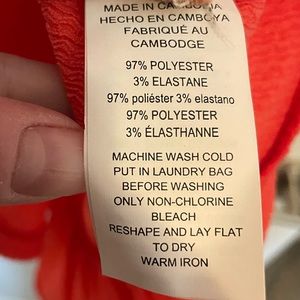 MADE IN CAMBODIA
HECHO EN CAMBOYA
FABRIQUÉ AU
CAMBODGE
97% POLYESTER
3% ELASTANE
97% poliéster 3% elastano
97% POLYESTER
3% ÉLASTHANNE
MACHINE WASH COLD
PUT IN LAUNDRY BAG
BEFORE WASHING
ONLY NON-CHLORINE
BLEACH
RESHAPE AND LAY FLAT
TO DRY
WARM IRON